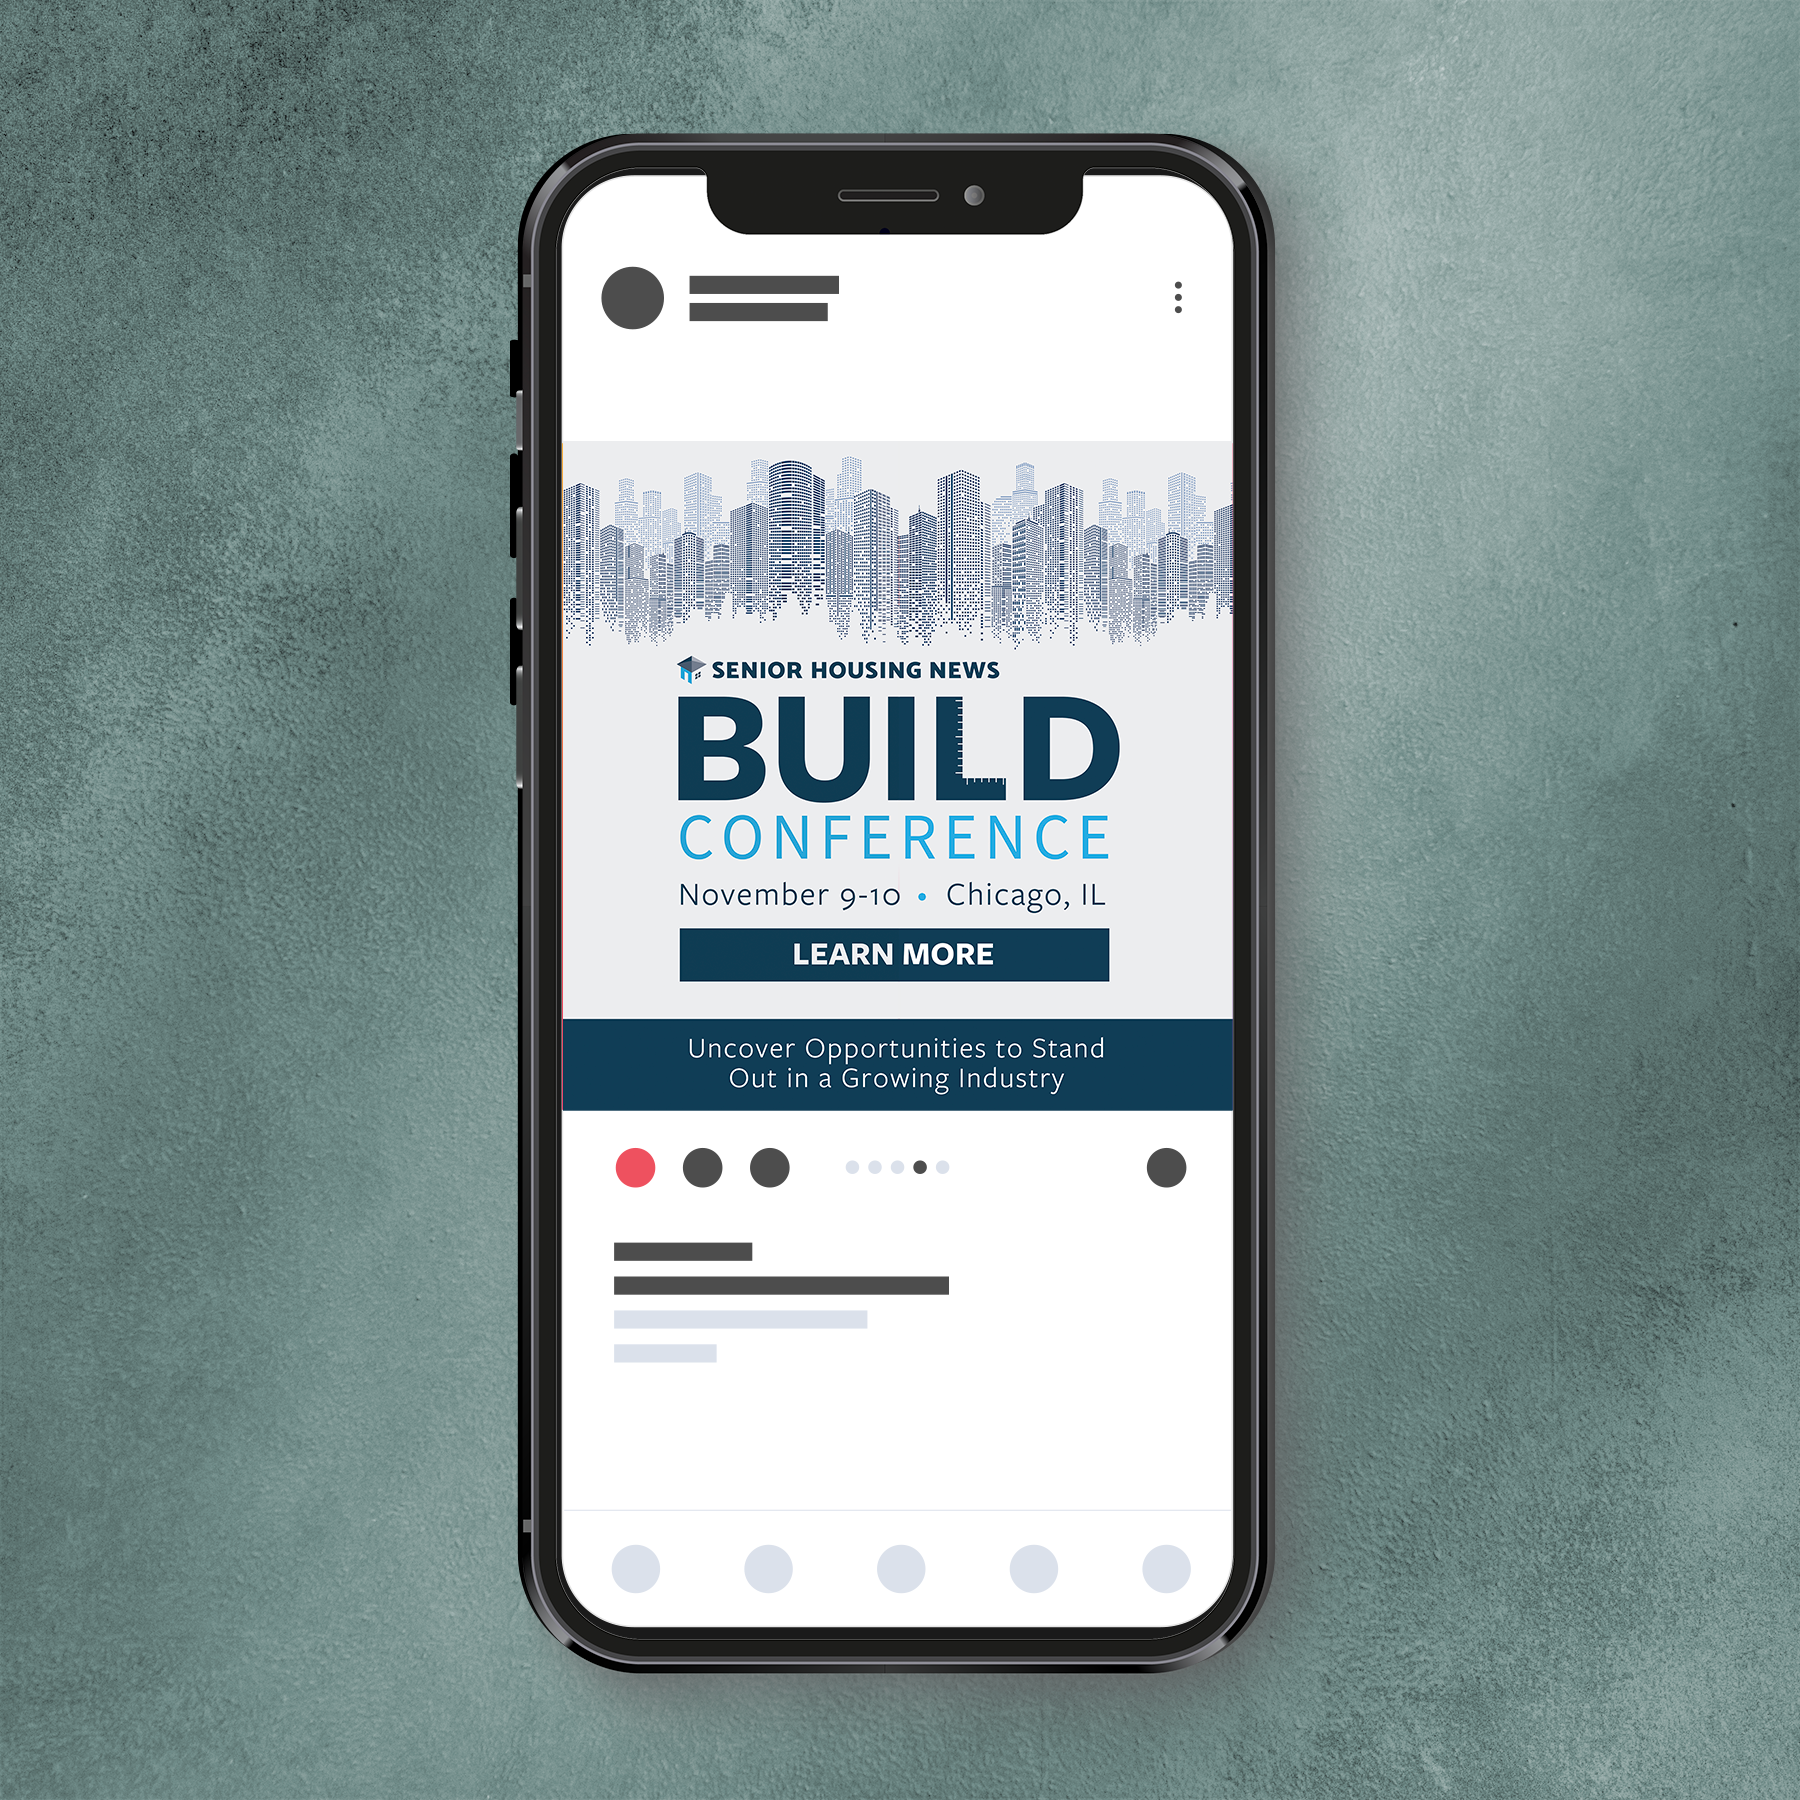 SENIOR HOUSING NEWS
BUILD
CONFERENCE
November 9-10 • Chicago, IL
LEARN MORE
Uncover Opportunities to Stand
Out in a Growing Industry